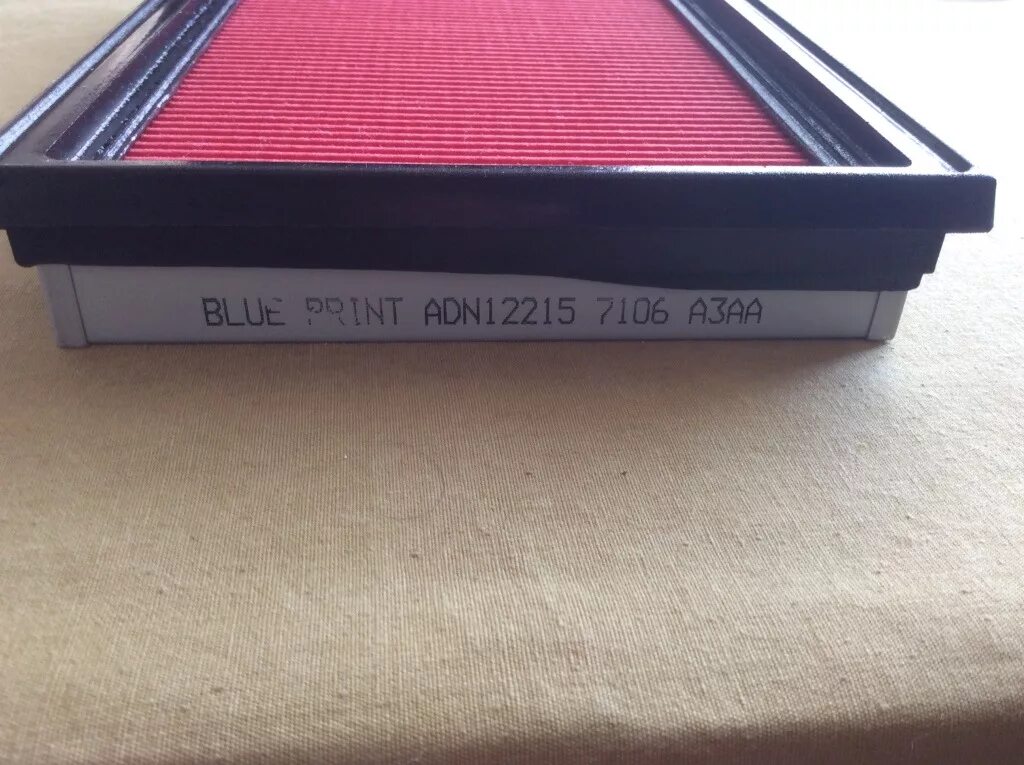 BLUE PRINT ADN12215 7106 A3AA